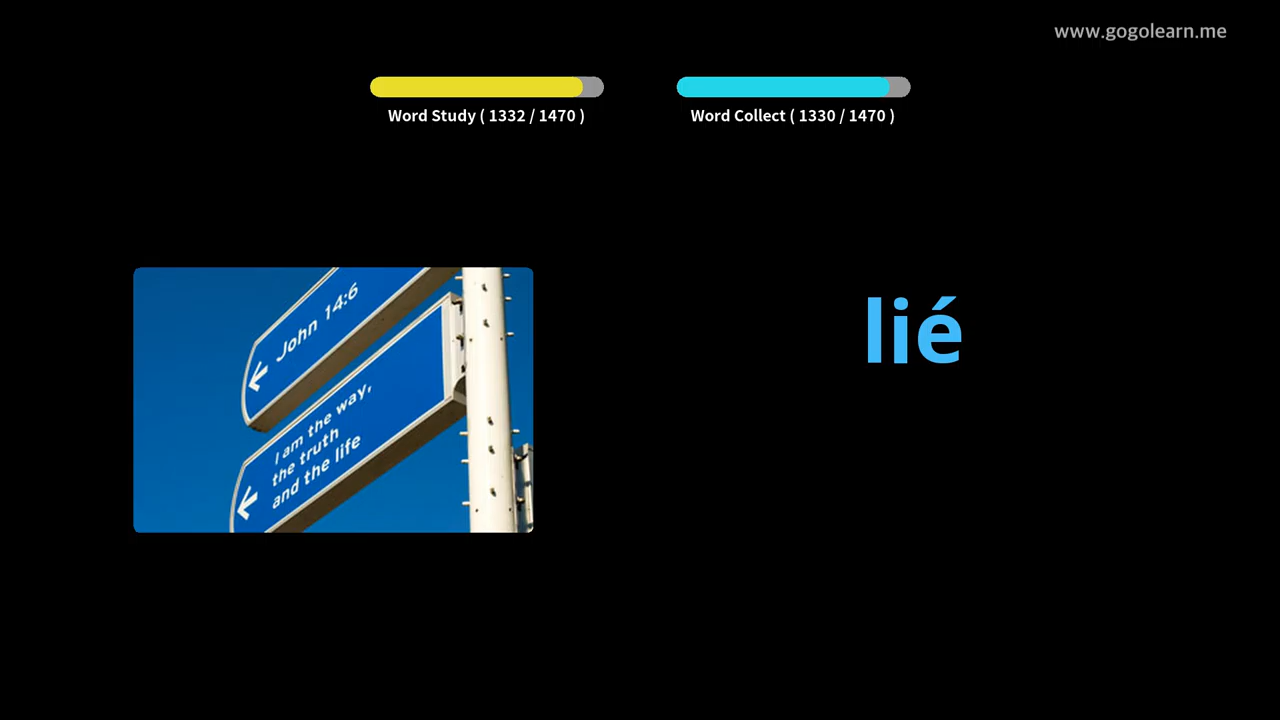 www.gogolearn.me
Word Study ( 1332 / 1470 )
Word Collect ( 1330 / 1470 )
John 14:6
I am the way,
the truth
and the life
lié